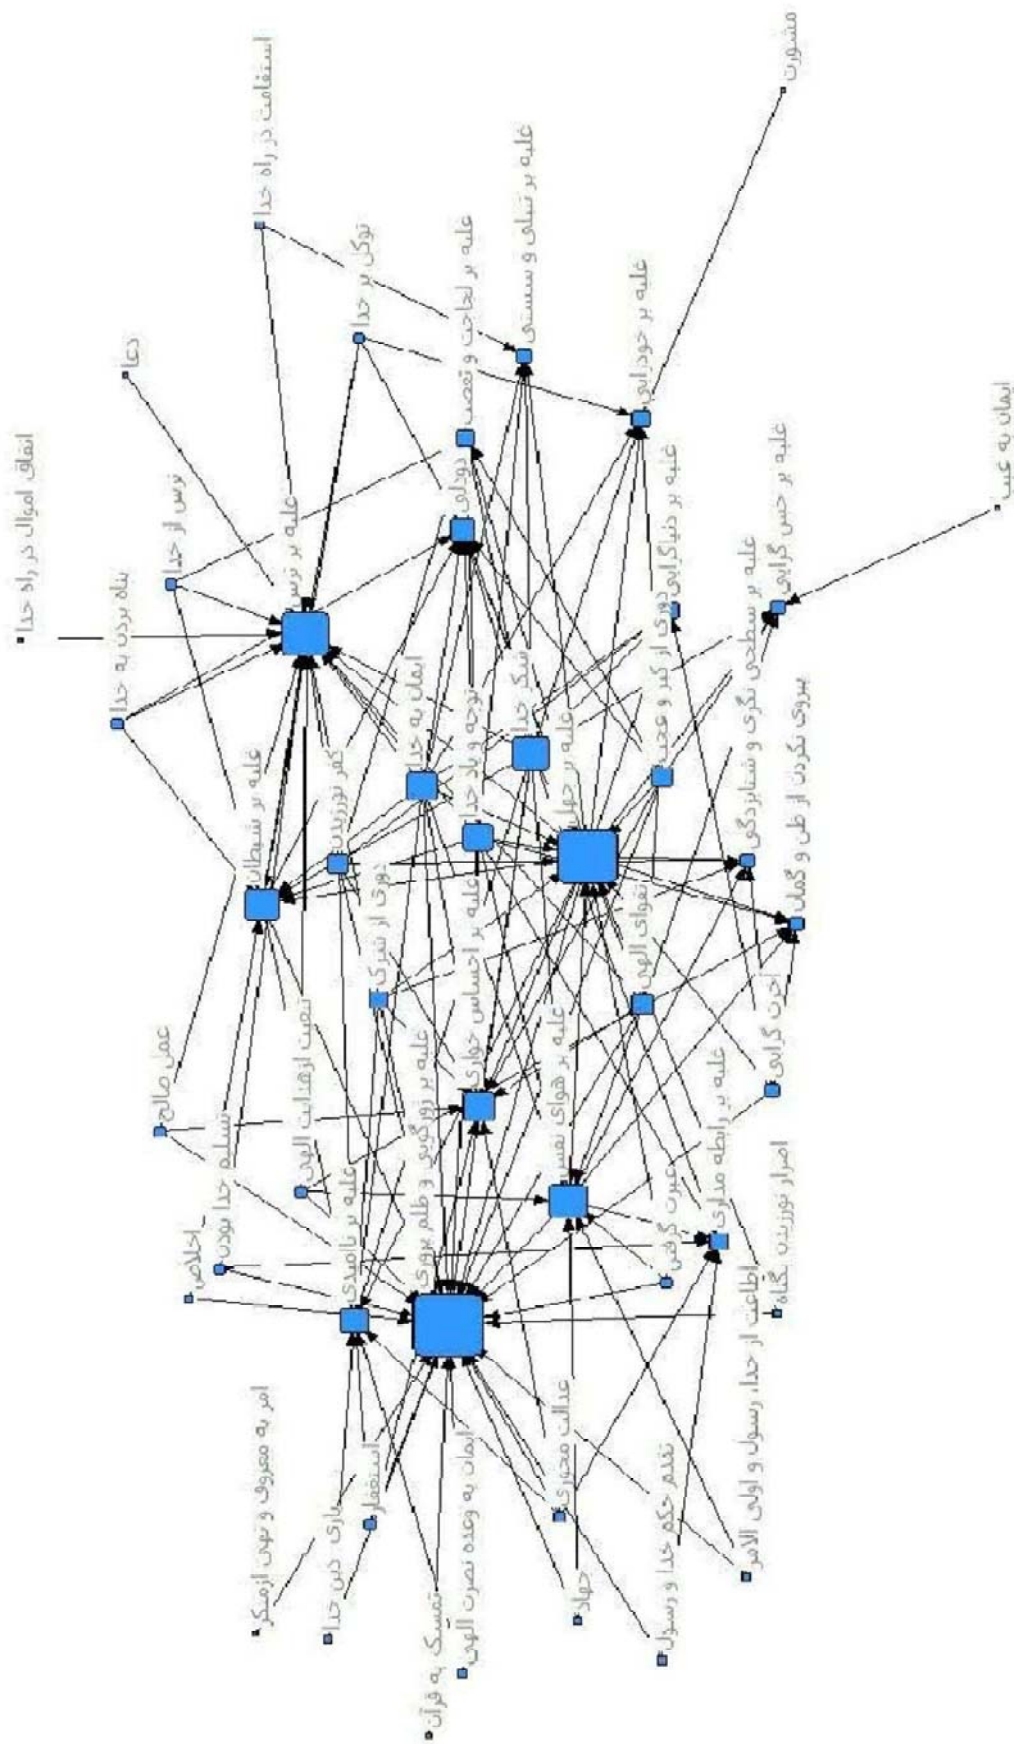 انفاق اموال در راه خدا
دعا
استقامت در راه خدا
پناه بردن به خدا
ترس از خدا
غلبه بر ترس
توکل بر خدا
مشورت
غلبه بر شیطان
کفر نورزیدن
ایمان به خدا
دودلی
غلبه بر لجاجت و تعصب
غلبه بر تنبلی و سستی
عمل صالح
دوری از شرک
توجه و یاد خدا
شکر خدا
غلبه بر جهل
غلبه بر دنیاگرایی
غلبه بر خودرایی
تسلیم خدا بودن
تبعیت ازهدایت الهی
غلبه بر احساس خواری
تقوای الهی
دوری از کبر و عجب
غلبه بر حس گرایی
ایمان به غیب
اخلاص
غلبه بر ناامیدی
غلبه بر زورگویی و ظلم پروری
غلبه بر هوای نفس
غلبه بر سطحی نگری و شتابزدگی
پیروی نکردن از ظن و گمان
آخرت گرایی
عبرت گرفتن
غلبه بر رابطه مداری
اصرار نورزیدن بگناه
امر به معروف و نهی ازمنکر
یاری دین خدا
استغفار
ایمان به وعده نصرت الهی
تمسک به قرآن
عدالت محوری
جهاد
تقدم حکم خدا و رسول
اطاعت از خدا، رسول و اولی الامر